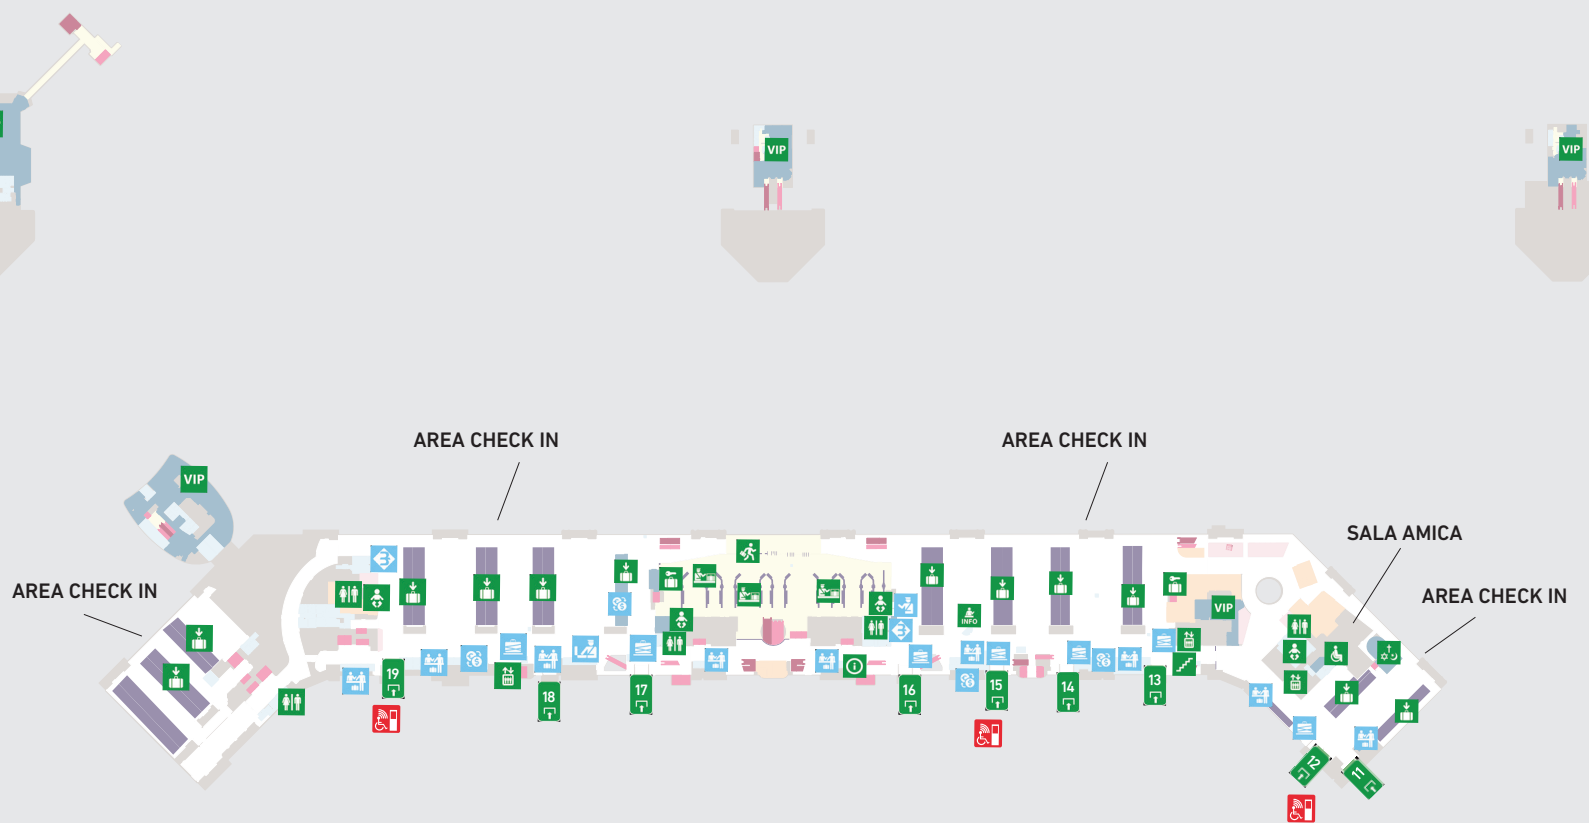 VIP
VIP
AREA CHECK IN
AREA CHECK IN
VIP
SALA AMICA
AREA CHECK IN
AREA CHECK IN
VIP
INFO
19
18
17
16
15
14
13
12
11